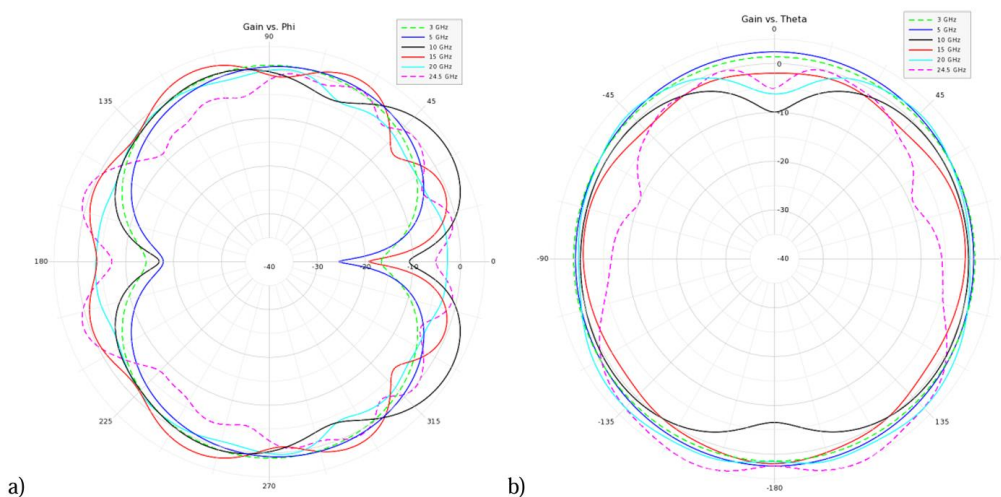 Gain vs. Phi
90
3 GHz
5 GHz
10 GHz
15 GHz
20 GHz
24.5 GHz
135
45
180
-40
-30
-20
-10
0
0
225
315
270
a)
Gain vs. Theta
0
3 GHz
5 GHz
10 GHz
15 GHz
20 GHz
24.5 GHz
0
-45
45
-10
-20
-30
-90
-40
-135
135
-180
b)